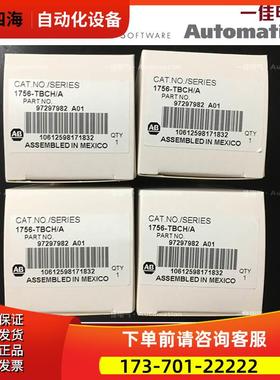 四海 自动化设备
一佳电
SOFTWARE
Automatic
CAT.NO./SERIES
1756-TBCH/A
PART NO.
97297982 A01
AB
10612598171832
QTY
1
ASSEMBLED IN MEXICO
CAT.NO./SERIES
1756-TBCH/A
PART NO.
97297982 A01
AB
10612598171832
QTY
1
ASSEMBLED IN MEXICO
CAT.NO./SERIES
1756-TBCH/A
PART NO.
97297982 A01
AB
10612598171832
QTY
1
ASSEMBLED IN MEXICO
CAT.NO./SERIES
1756-TBCH/A
PART NO.
97297982 A01
AB
10612598171832
QTY
1
ASSEMBLED IN MEXICO
下单前请咨询客服
173-701-22222